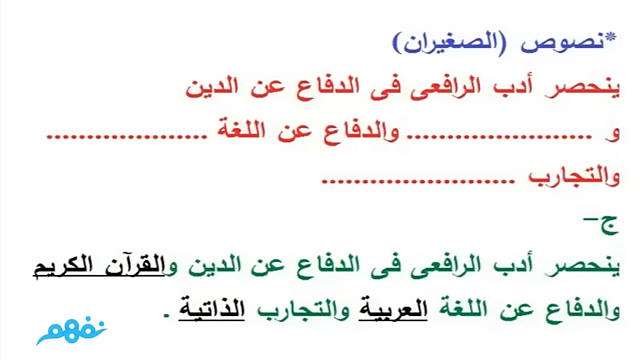 *نصوص (الصغيران)
ينحصر أدب الرافعى فى الدفاع عن الدين
و ....................... والدفاع عن اللغة ....................
والتجارب ........................
ج-
ينحصر أدب الرافعى فى الدفاع عن الدين والقرآن الكريم
والدفاع عن اللغة العربية والتجارب الذاتية .
نفهم